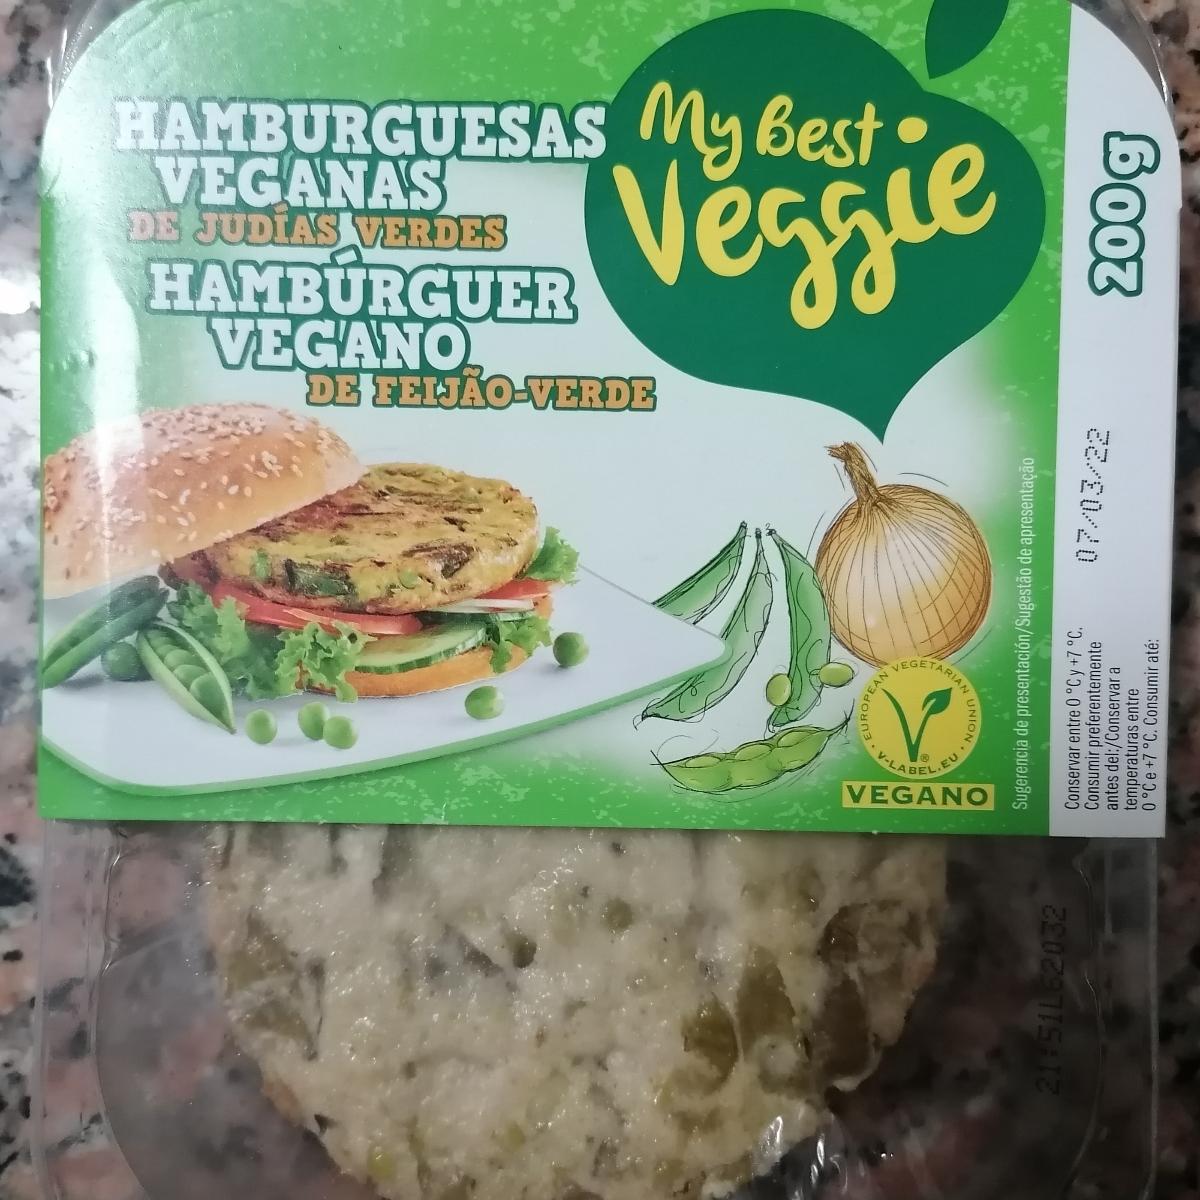 HAMBURGUESAS
VEGANAS
DE JUDÍAS VERDES
HAMBÚRGUER
VEGANO
DE FEIJÃO-VERDE
My Best
Veggie
200g
07/03/22
Conservar entre 0 °C y +7 °C.
Consumir preferentemente
antes del:/Conservar a
temperaturas entre
0 °C e +7 °C. Consumir até:
Sugerencia de presentación/Sugestão de apresentação
EUROPEAN VEGETARIAN UNION
V-LABEL.EU
®
VEGANO
21:51L62032